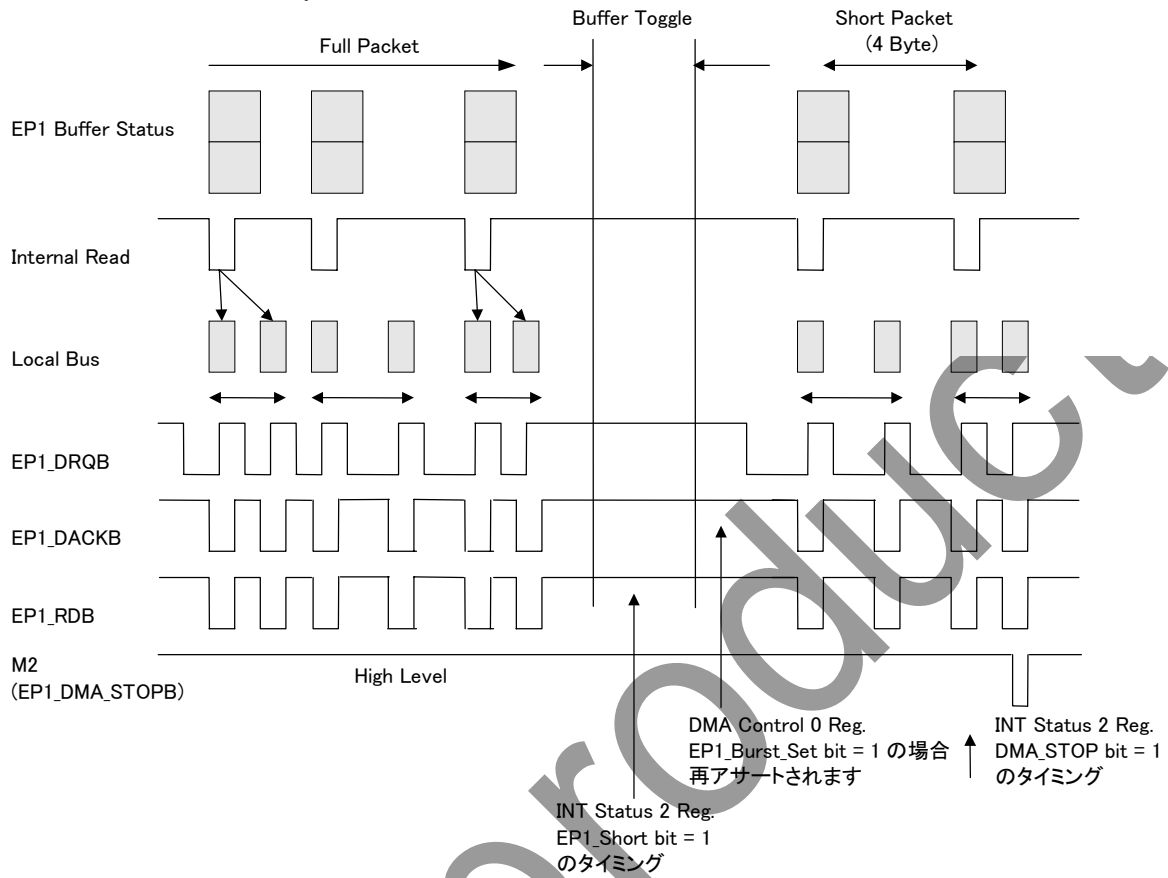 Buffer Toggle
Short Packet
(4 Byte)
Full Packet
EP1 Buffer Status
Internal Read
Local Bus
EP1_DRQB
EP1_DACKB
EP1_RDB
M2
(EP1_DMA_STOPB)
High Level
DMA Control 0 Reg.
EP1_Burst_Set bit = 1 の場合
再アサートされます
INT Status 2 Reg.
DMA_STOP bit = 1
のタイミング
INT Status 2 Reg.
EP1_Short bit = 1
のタイミング
roduct